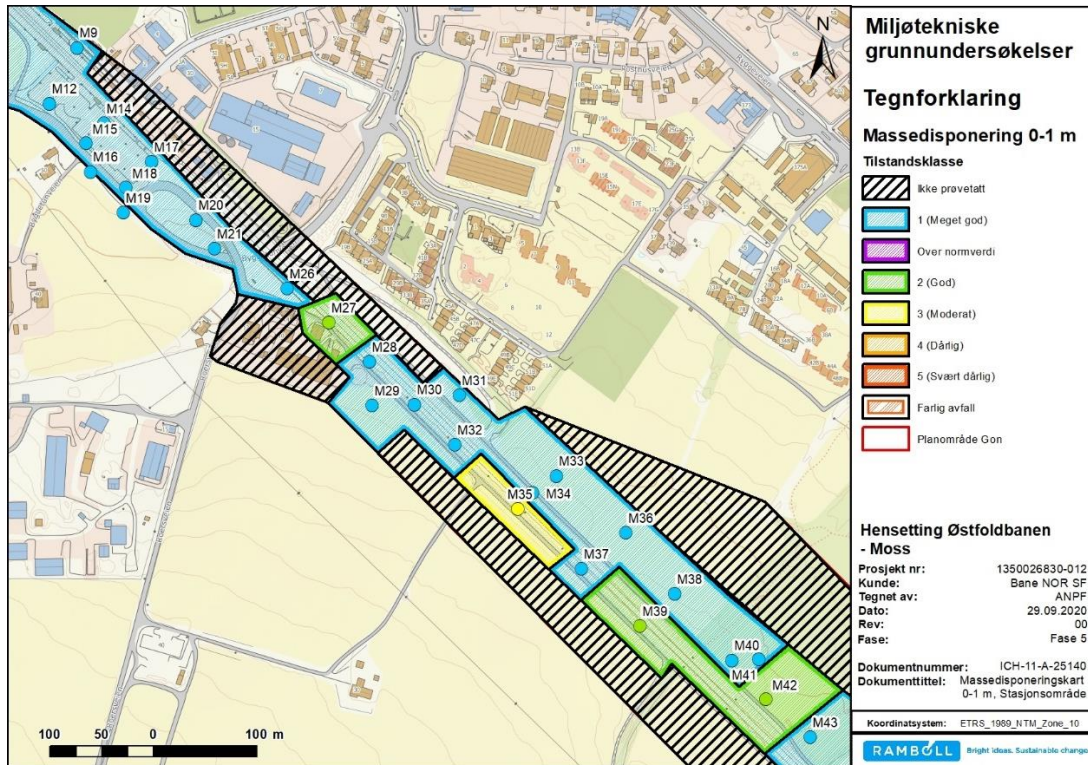 Miljøtekniske
grunnundersøkelser
Tegnforklaring
Massedisponering 0-1 m
Tilstandsklasse
Ikke prøvetatt
1 (Meget god)
Over normverdi
2 (God)
3 (Moderat)
4 (Dårlig)
5 (Svært dårlig)
Farlig avfall
Planområde Gon
Hensetting Østfoldbanen
- Moss
Prosjekt nr: 1350026830-012
Kunde: Bane NOR SF
Tegnet av: ANPF
Dato: 29.09.2020
Rev: 00
Fase: Fase 5
Dokumentnummer: ICH-11-A-25140
Dokumenttittel: Massedisponeringskart
0-1 m, Stasjonsområde
Koordinatsystem: ETRS_1989_NTM_Zone_10
RAMBOLL Bright ideas. Sustainable change
N
M9
M12
M14
M15
M16
M17
M18
M19
M20
M21
M26
M27
M28
M29
M30
M31
M32
M33
M34
M35
M36
M37
M38
M39
M40
M41
M42
M43
100 50 0 100 m